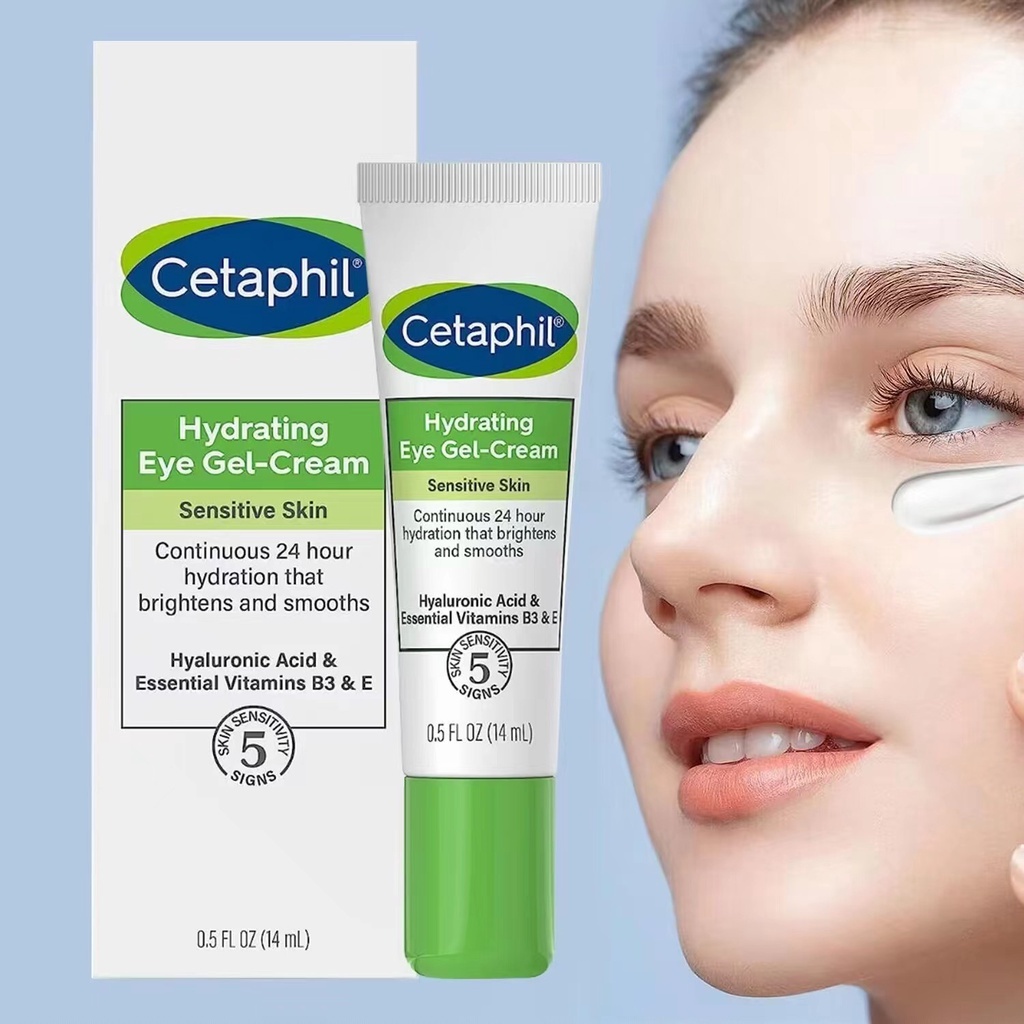 Cetaphil®
Hydrating
Eye Gel-Cream
Sensitive Skin
Continuous 24 hour
hydration that
brightens and smooths
Hyaluronic Acid &
Essential Vitamins B3 & E
SKIN SENSITIVITY
5
SIGNS
0.5 FL OZ (14 mL)
Cetaphil®
Hydrating
Eye Gel-Cream
Sensitive Skin
Continuous 24 hour
hydration that brightens
and smooths
Hyaluronic Acid &
Essential Vitamins B3 & E
SKIN SENSITIVITY
5
SIGNS
0.5 FL OZ (14 mL)